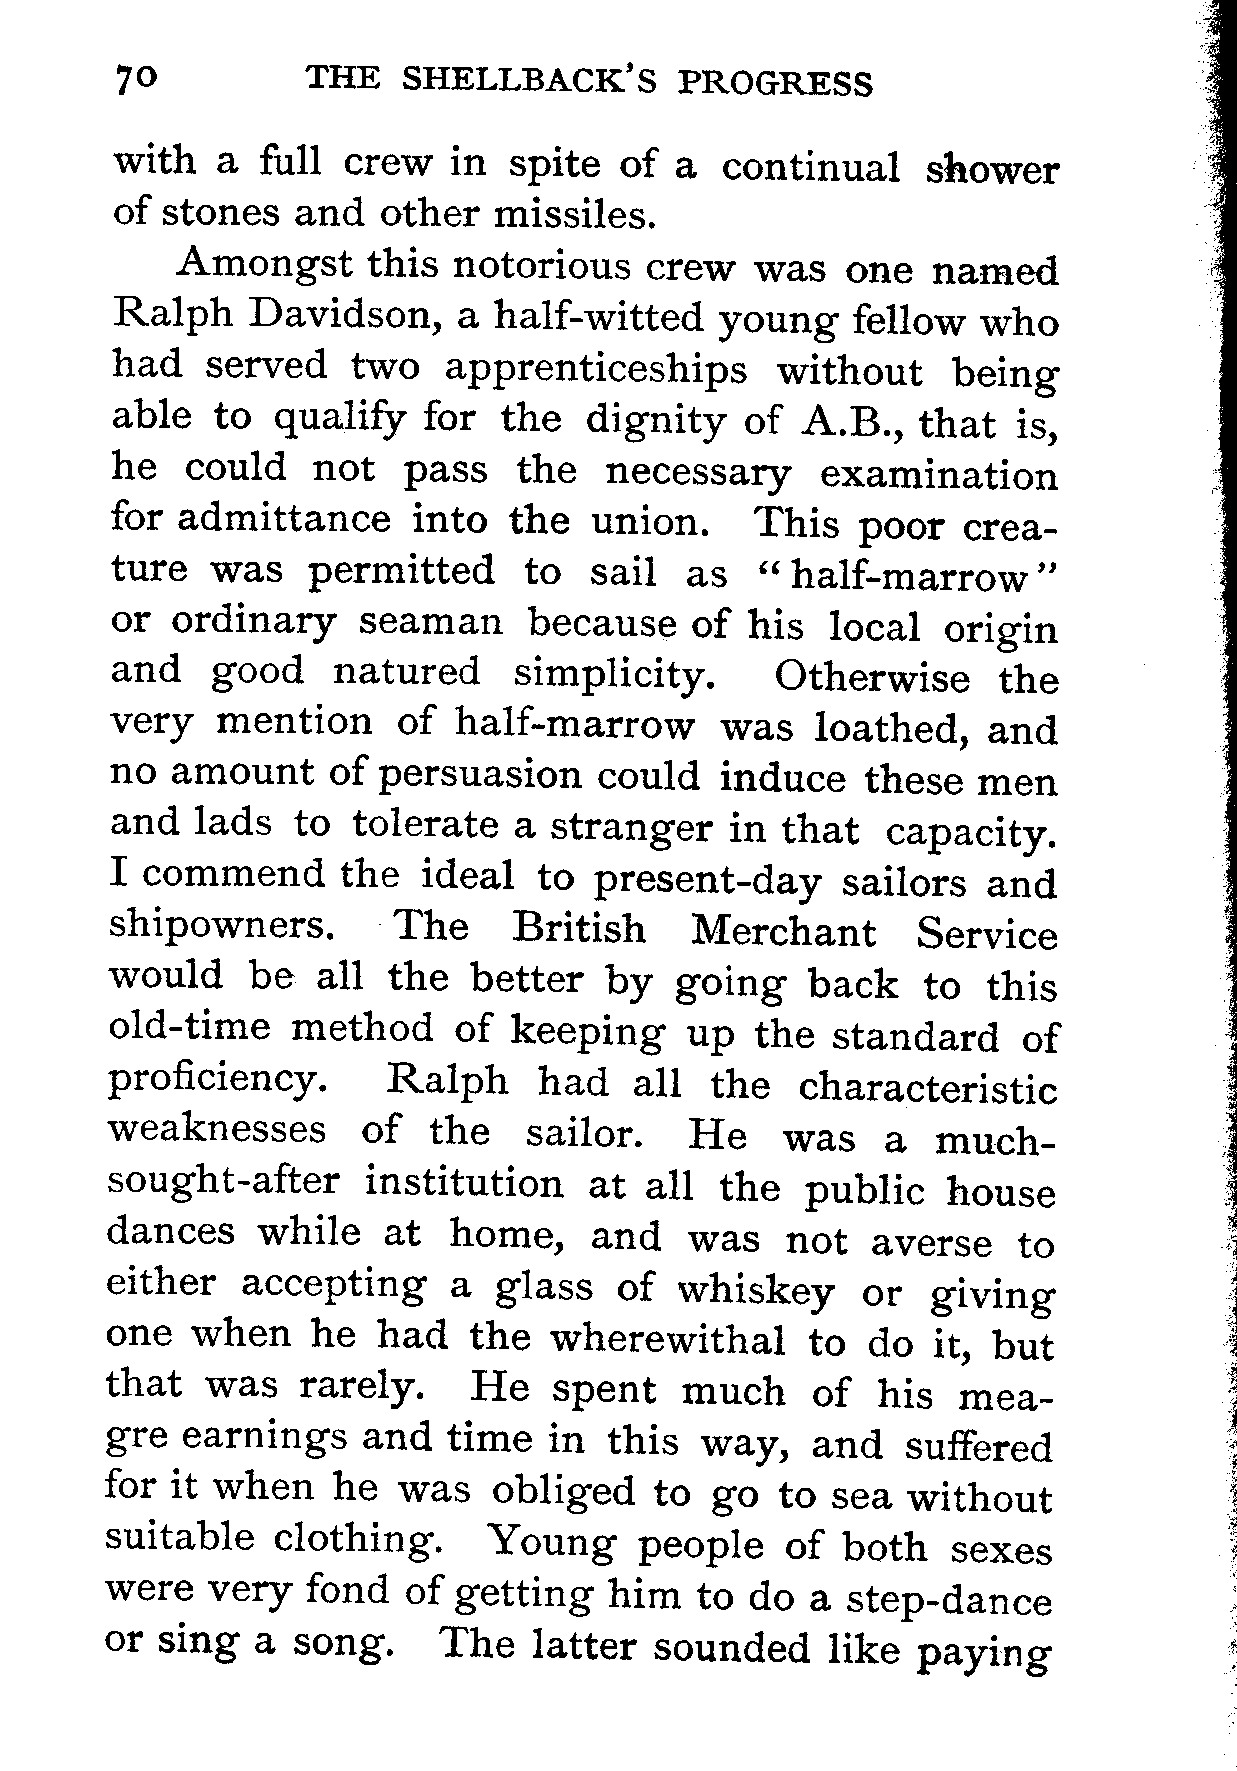 70 THE SHELLBACK'S PROGRESS
with a full crew in spite of a continual shower
of stones and other missiles.
Amongst this notorious crew was one named
Ralph Davidson, a half-witted young fellow who
had served two apprenticeships without being
able to qualify for the dignity of A.B., that is,
he could not pass the necessary examination
for admittance into the union. This poor crea-
ture was permitted to sail as "half-marrow"
or ordinary seaman because of his local origin
and good natured simplicity. Otherwise the
very mention of half-marrow was loathed, and
no amount of persuasion could induce these men
and lads to tolerate a stranger in that capacity.
I commend the ideal to present-day sailors and
shipowners. The British Merchant Service
would be all the better by going back to this
old-time method of keeping up the standard of
proficiency. Ralph had all the characteristic
weaknesses of the sailor. He was a much-
sought-after institution at all the public house
dances while at home, and was not averse to
either accepting a glass of whiskey or giving
one when he had the wherewithal to do it, but
that was rarely. He spent much of his mea-
gre earnings and time in this way, and suffered
for it when he was obliged to go to sea without
suitable clothing. Young people of both sexes
were very fond of getting him to do a step-dance
or sing a song. The latter sounded like paying